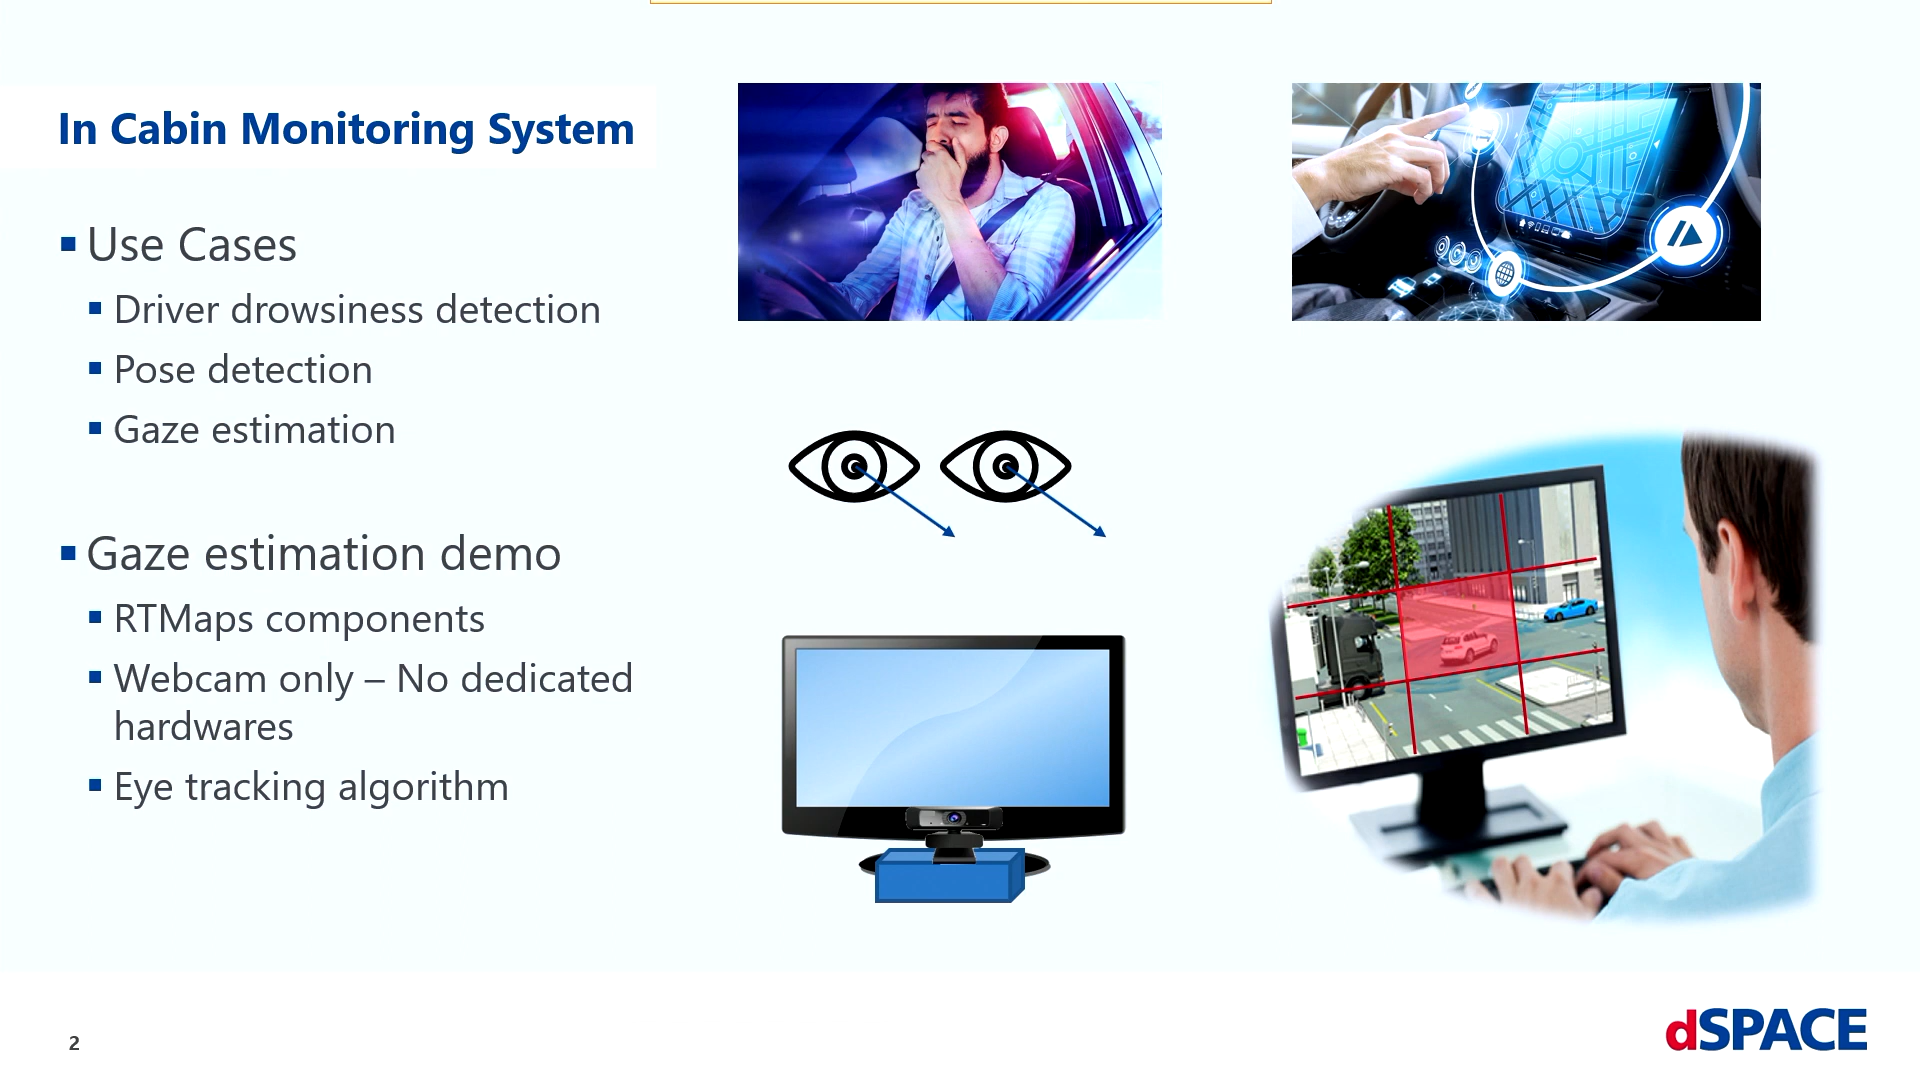 In Cabin Monitoring System
Use Cases
Driver drowsiness detection
Pose detection
Gaze estimation
Gaze estimation demo
RTMaps components
Webcam only – No dedicated
hardwares
Eye tracking algorithm
2
dSPACE